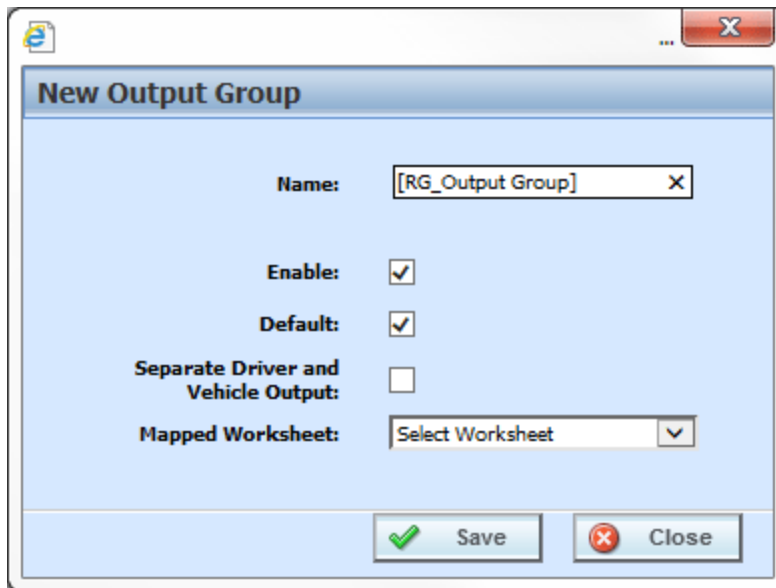 ...
New Output Group
Name: [RG_Output Group]
Enable:
Default:
Separate Driver and
Vehicle Output:
Mapped Worksheet: Select Worksheet
Save Close